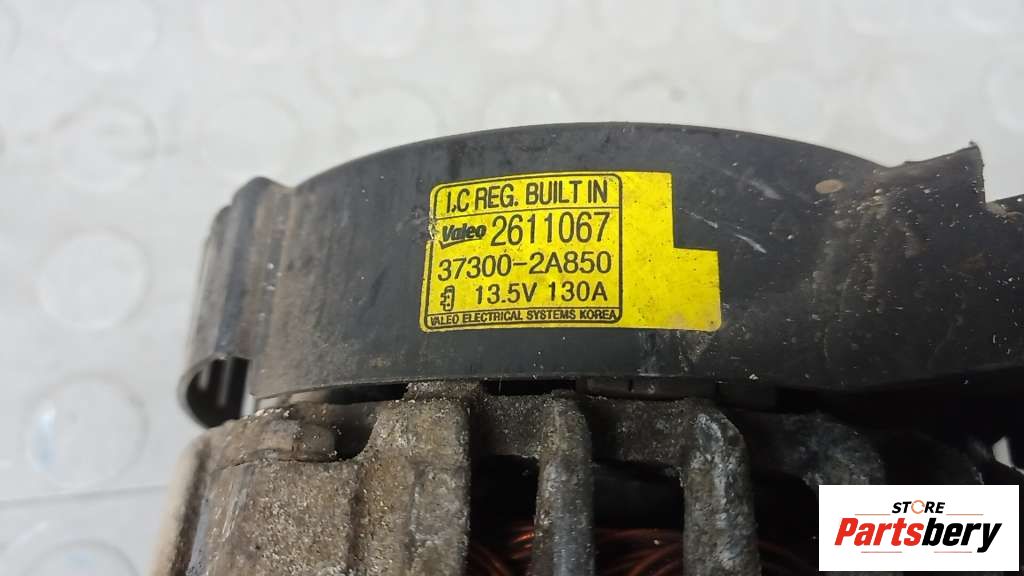 I.C REG. BUILT IN
Valeo 2611067
37300-2A850
13.5V 130A
VALEO ELECTRICAL SYSTEMS KOREA
STORE
Partsbery